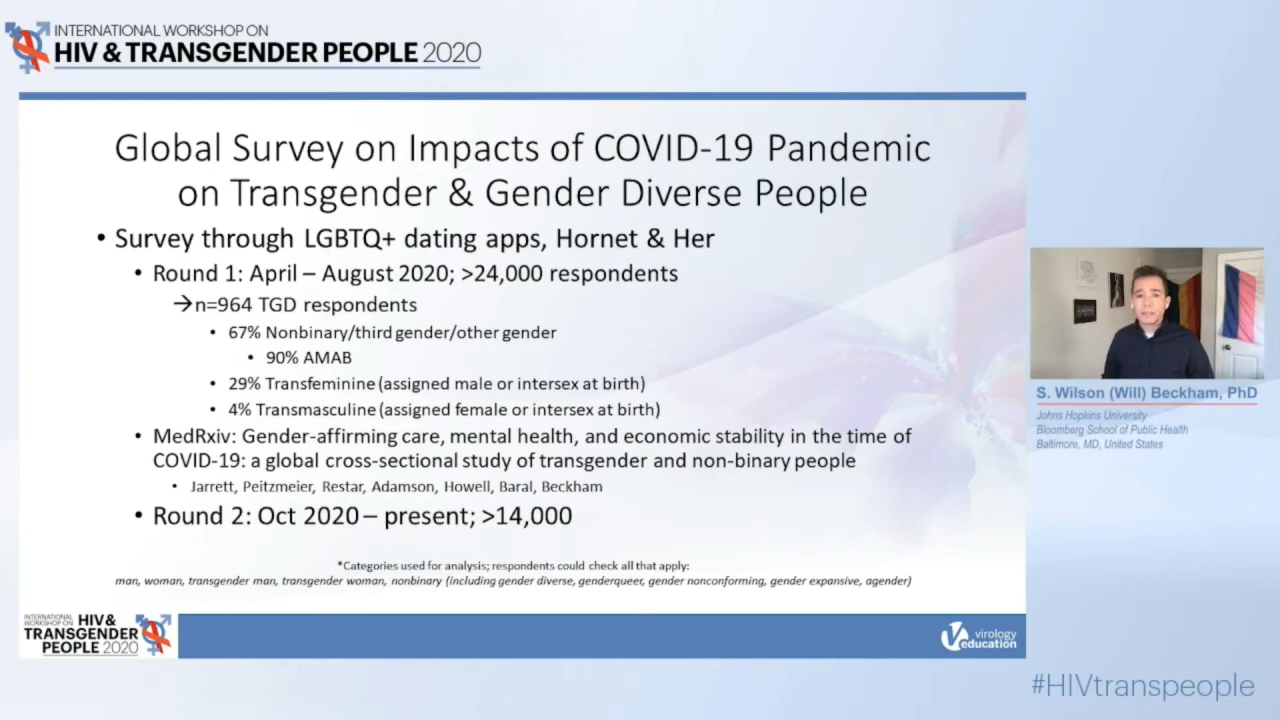 INTERNATIONAL WORKSHOP ON
HIV & TRANSGENDER PEOPLE 2020
Global Survey on Impacts of COVID-19 Pandemic
on Transgender & Gender Diverse People
• Survey through LGBTQ+ dating apps, Hornet & Her
• Round 1: April – August 2020; >24,000 respondents
→n=964 TGD respondents
• 67% Nonbinary/third gender/other gender
• 90% AMAB
• 29% Transfeminine (assigned male or intersex at birth)
• 4% Transmasculine (assigned female or intersex at birth)
• MedRxiv: Gender-affirming care, mental health, and economic stability in the time of
COVID-19: a global cross-sectional study of transgender and non-binary people
• Jarrett, Peitzmeier, Restar, Adamson, Howell, Baral, Beckham
• Round 2: Oct 2020 – present; >14,000
*Categories used for analysis; respondents could check all that apply:
man, woman, transgender man, transgender woman, nonbinary (including gender diverse, genderqueer, gender nonconforming, gender expansive, agender)
INTERNATIONAL
WORKSHOP ON HIV &
TRANSGENDER
PEOPLE 2020
virology
education
S. Wilson (Will) Beckham, PhD
Johns Hopkins University
Bloomberg School of Public Health
Baltimore, MD, United States
#HIVtranspeople